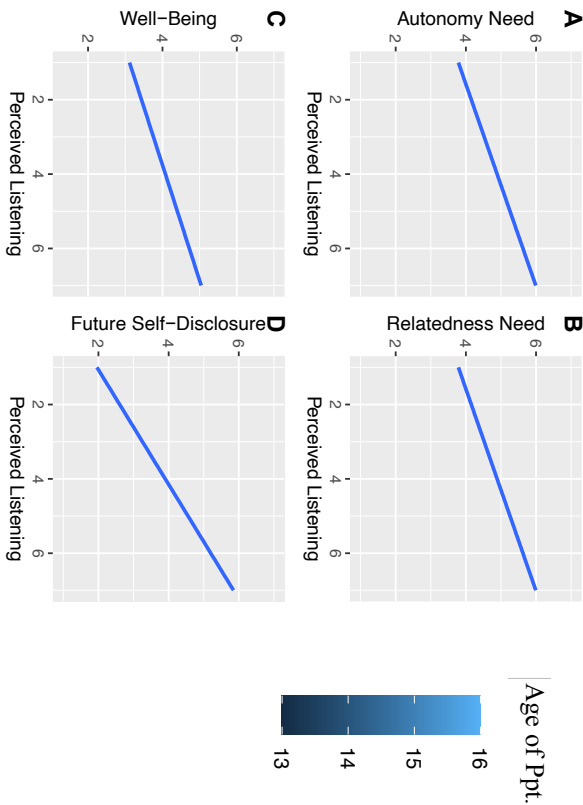 A
Autonomy Need
2
4
6
2
4
6
Perceived Listening
B
Relatedness Need
2
4
6
2
4
6
Perceived Listening
C
Well−Being
2
4
6
2
4
6
Perceived Listening
D
Future Self−Disclosure
2
4
6
2
4
6
Perceived Listening
Age of Ppt.
16
15
14
13